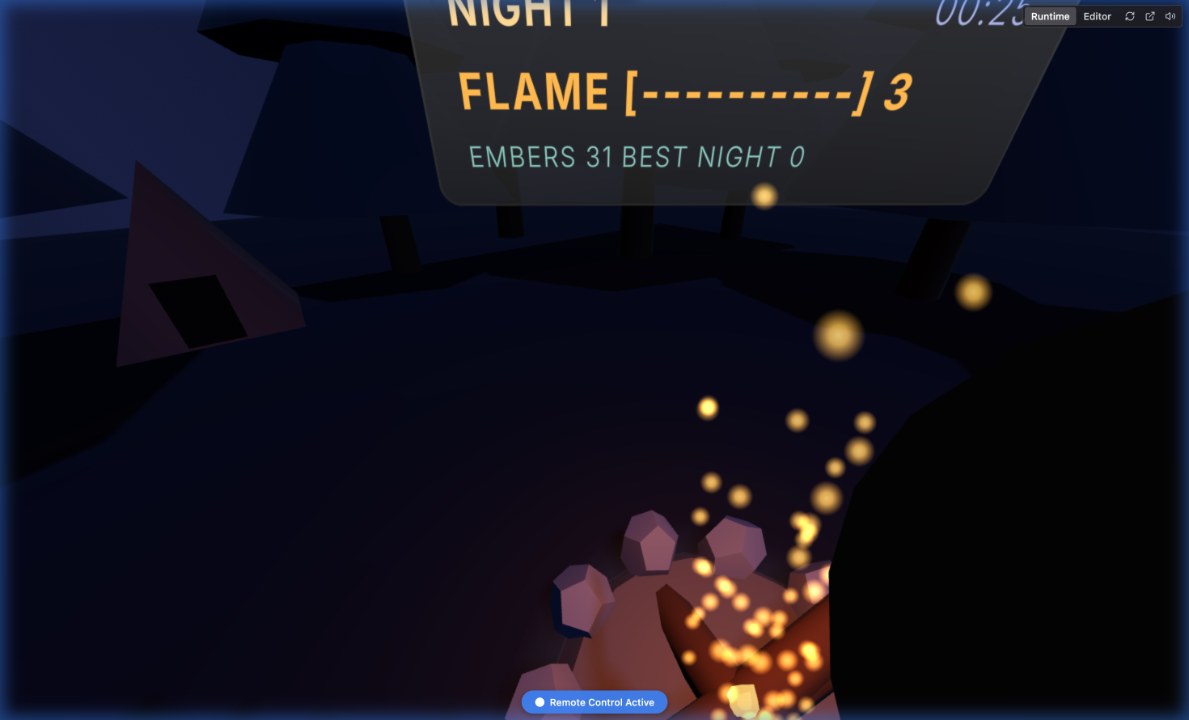 NIGHT 1 00:25
Runtime Editor
FLAME [----------] 3
EMBERS 31 BEST NIGHT 0
Remote Control Active